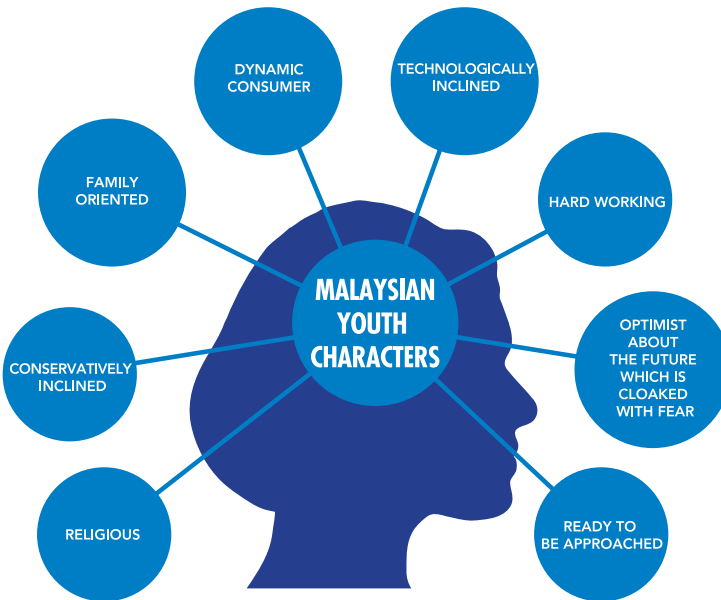 DYNAMIC
CONSUMER
TECHNOLOGICALLY
INCLINED
FAMILY
ORIENTED
HARD WORKING
MALAYSIAN
YOUTH
CHARACTERS
CONSERVATIVELY
INCLINED
OPTIMIST
ABOUT
THE FUTURE
WHICH IS
CLOAKED
WITH FEAR
RELIGIOUS
READY TO
BE APPROACHED